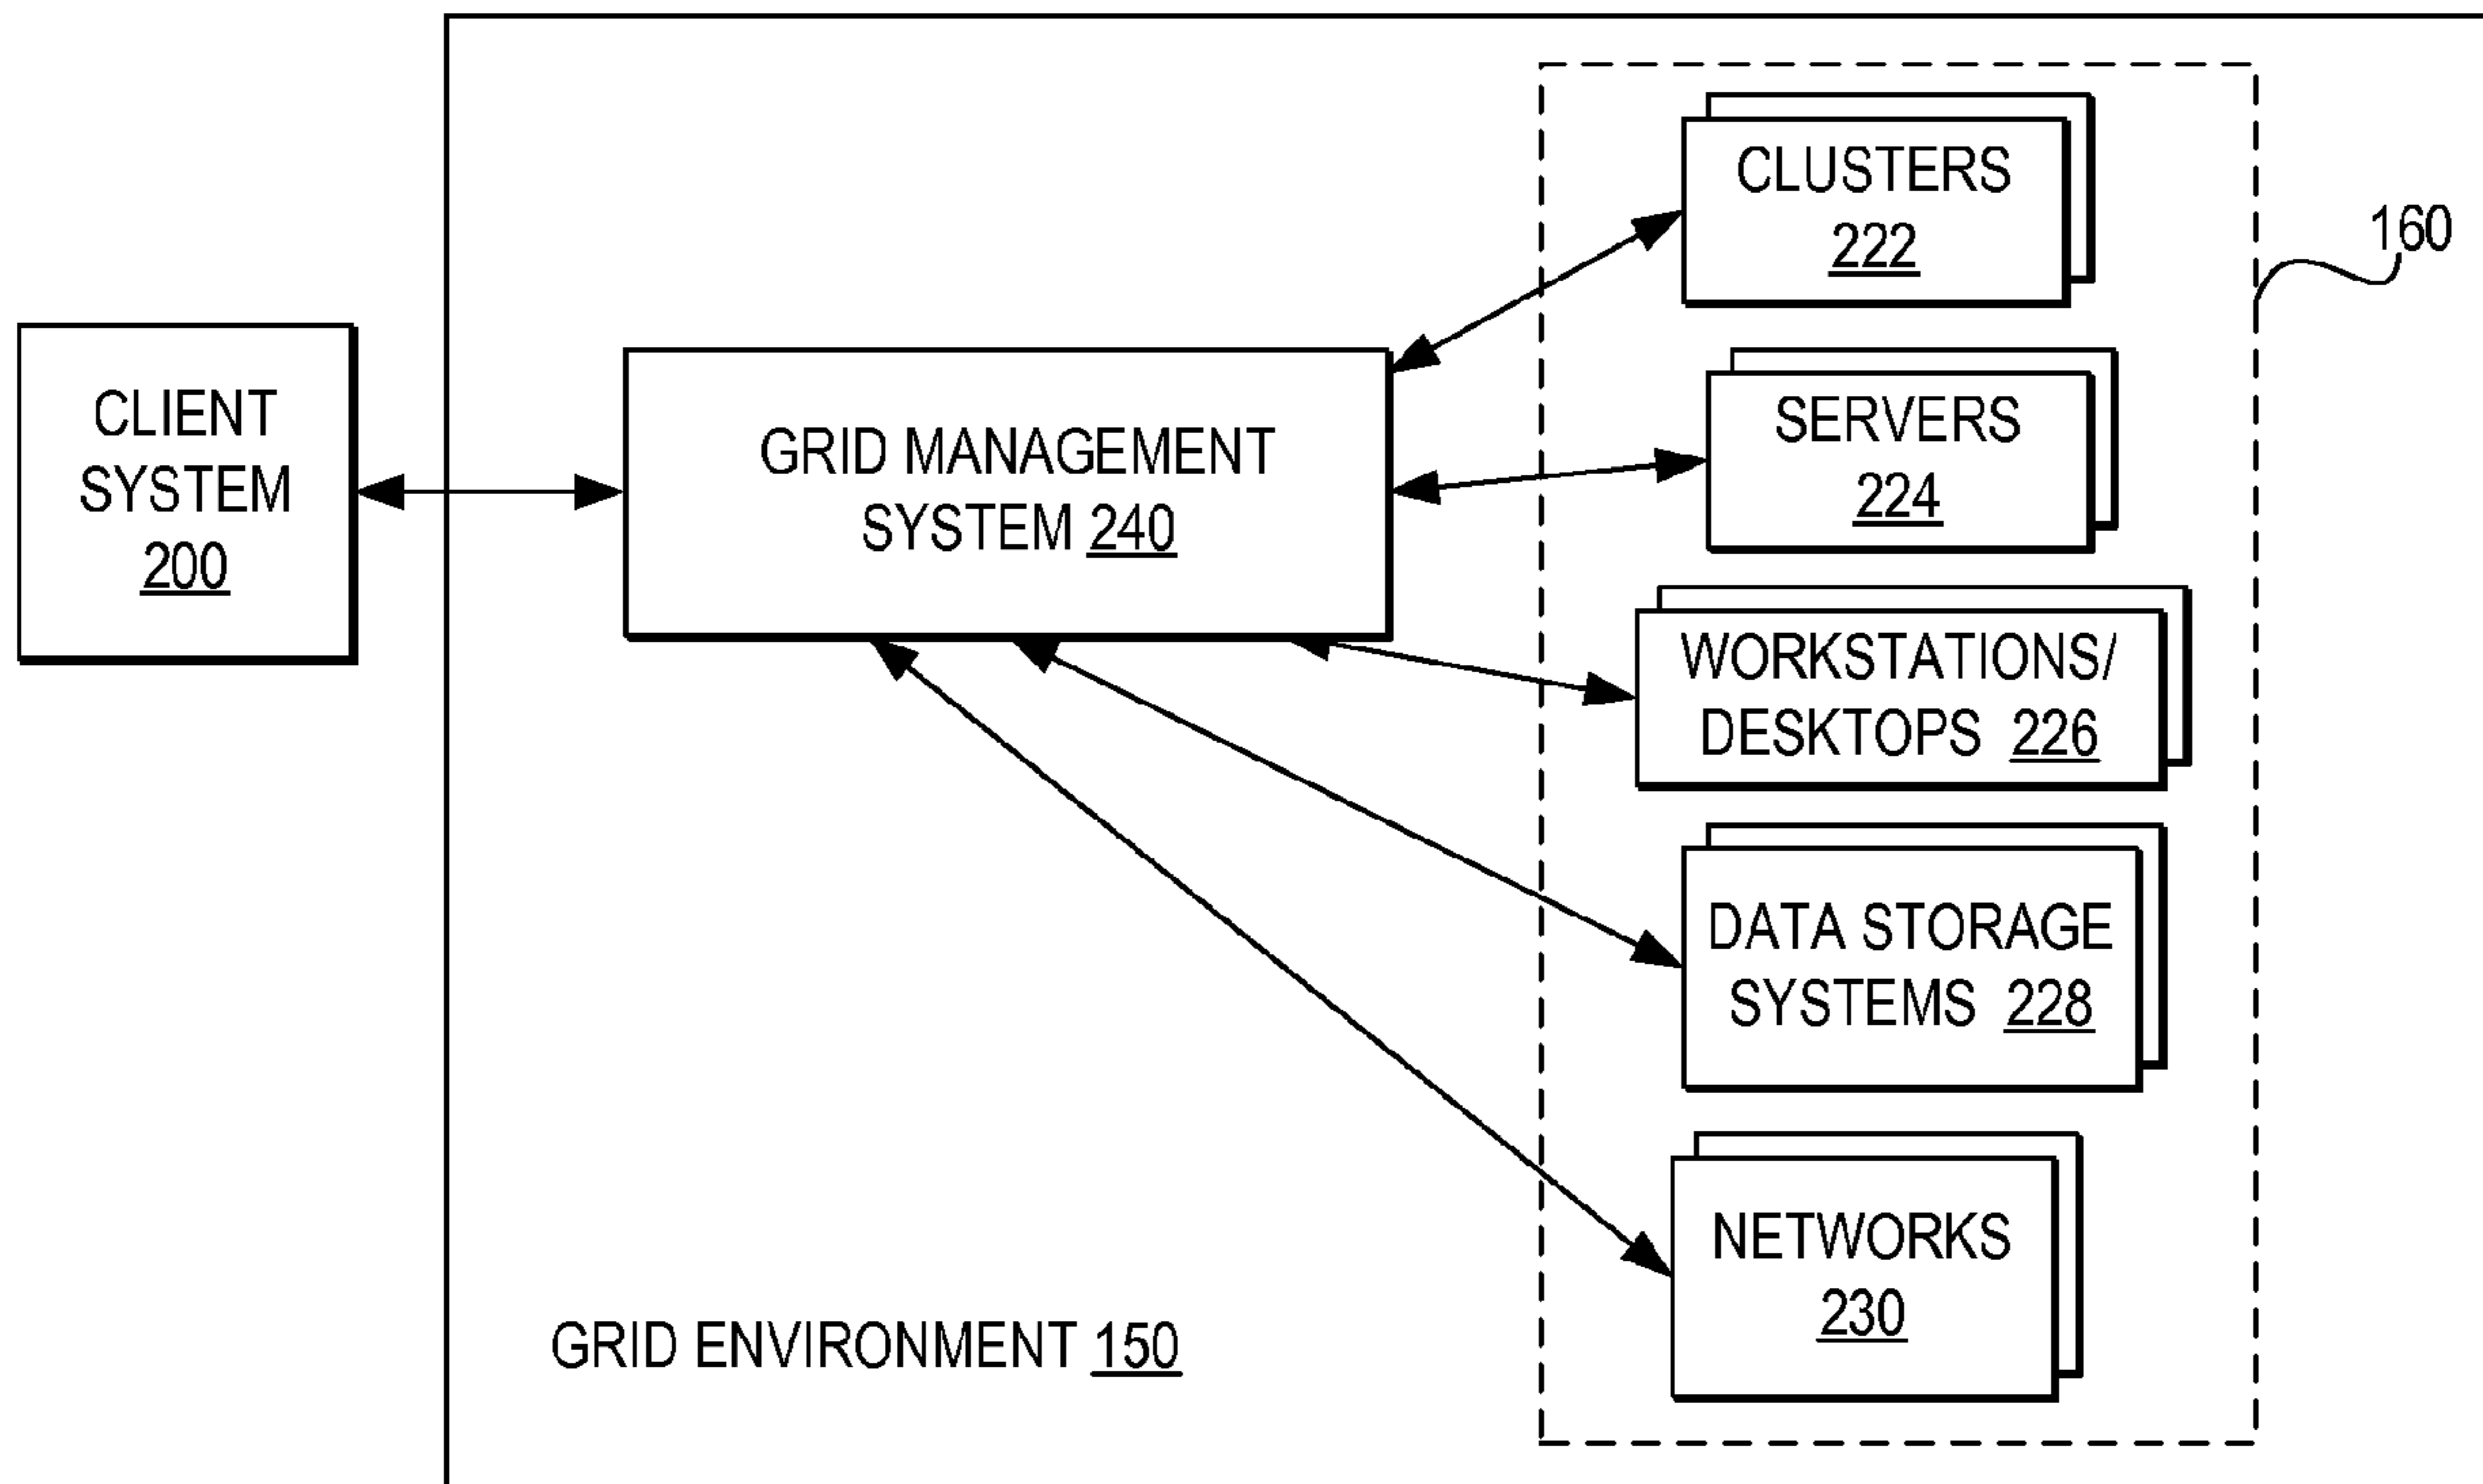 CLIENT
SYSTEM
200
GRID MANAGEMENT
SYSTEM 240
CLUSTERS
222
160
SERVERS
224
WORKSTATIONS/
DESKTOPS 226
DATA STORAGE
SYSTEMS 228
NETWORKS
230
GRID ENVIRONMENT 150